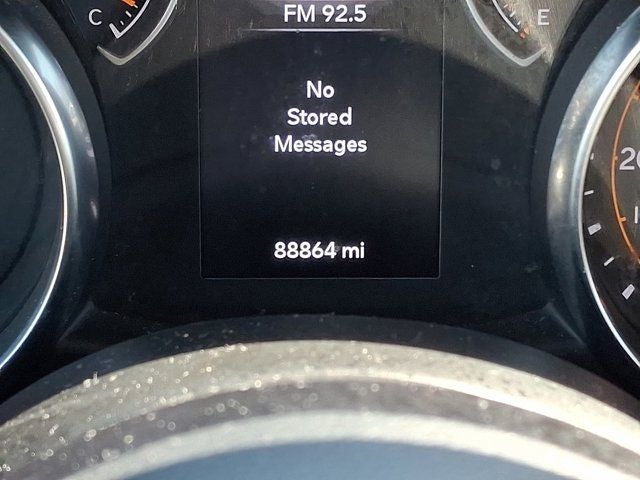 FM 92.5
C
E
No
Stored
Messages
88864 mi